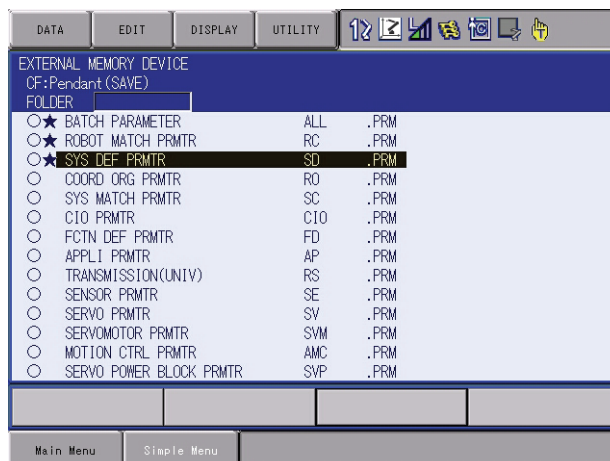 DATA EDIT DISPLAY UTILITY
EXTERNAL MEMORY DEVICE
CF:Pendant(SAVE)
FOLDER
BATCH PARAMETER ALL .PRM
ROBOT MATCH PRMTR RC .PRM
SYS DEF PRMTR SD .PRM
COORD ORG PRMTR RO .PRM
SYS MATCH PRMTR SC .PRM
CIO PRMTR CIO .PRM
FCTN DEF PRMTR FD .PRM
APPLI PRMTR AP .PRM
TRANSMISSION(UNIV) RS .PRM
SENSOR PRMTR SE .PRM
SERVO PRMTR SV .PRM
SERVOMOTOR PRMTR SVM .PRM
MOTION CTRL PRMTR AMC .PRM
SERVO POWER BLOCK PRMTR SVP .PRM
Main Menu Simple Menu